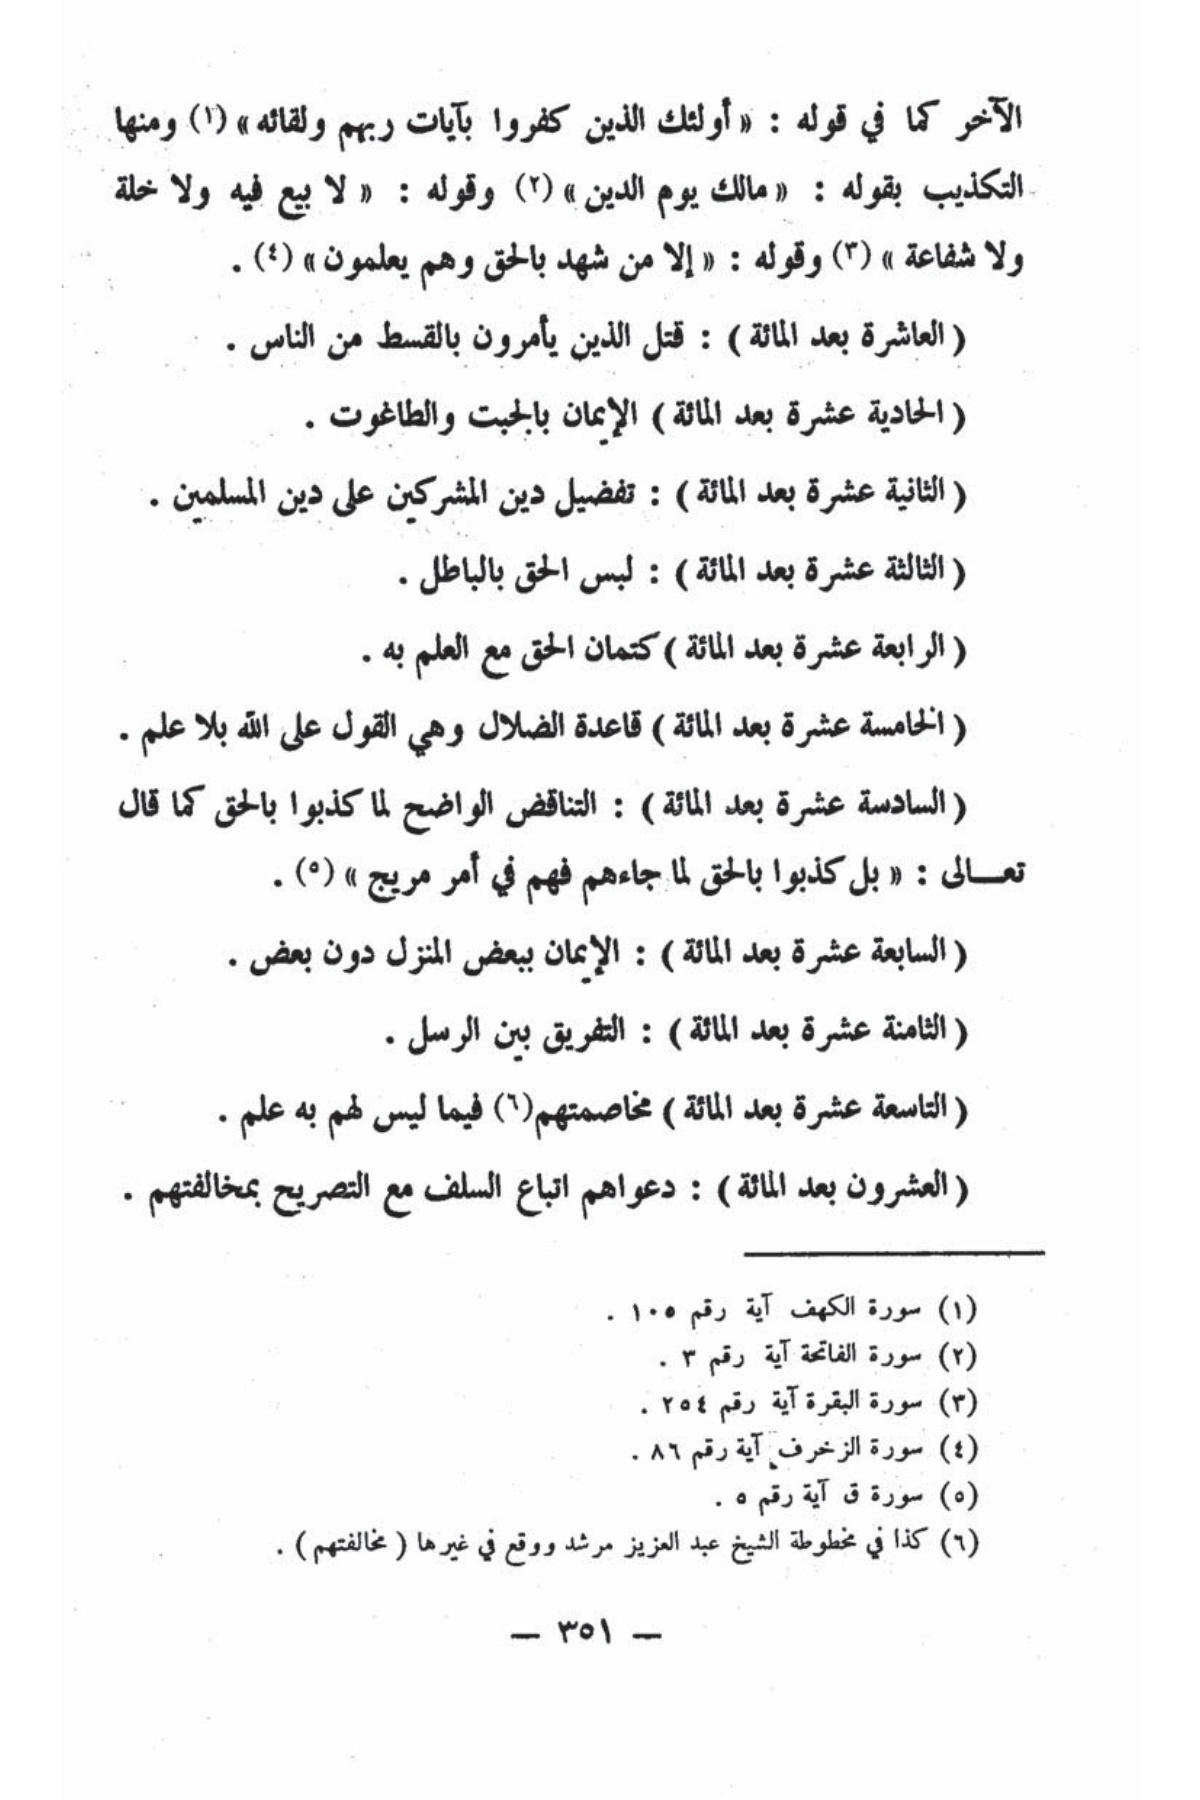 الآخر كما في قوله : « أولئك الذين كفروا بآيات ربهم ولقائه » (١) ومنها
التكذيب بقوله : « مالك يوم الدين » (٢) وقوله : « لا بيع فيه ولا خلة
ولا شفاعة » (٣) وقوله : « إلا من شهد بالحق وهم يعلمون » (٤) .
( العاشرة بعد المائة ) : قتل الذين يأمرون بالقسط من الناس .
( الحادية عشرة بعد المائة ) الإيمان بالجبت والطاغوت .
( الثانية عشرة بعد المائة ) : تفضيل دين المشركين على دين المسلمين .
( الثالثة عشرة بعد المائة ) : لبس الحق بالباطل .
( الرابعة عشرة بعد المائة ) كتمان الحق مع العلم به .
( الخامسة عشرة بعد المائة ) قاعدة الضلال وهي القول على الله بلا علم .
( السادسة عشرة بعد المائة ) : التناقض الواضح لما كذبوا بالحق كما قال
تعـــالى : « بل كذبوا بالحق لما جاءهم فهم في أمر مريج » (٥) .
( السابعة عشرة بعد المائة ) : الإيمان ببعض المنزل دون بعض .
( الثامنة عشرة بعد المائة ) : التفريق بين الرسل .
( التاسعة عشرة بعد المائة ) مخاصمتهم(٦) فيما ليس لهم به علم .
( العشرون بعد المائة ) : دعواهم اتباع السلف مع التصريح بمخالفتهم .
(١) سورة الكهف آية رقم ١٠٥ .
(٢) سورة الفاتحة آية رقم ٣ .
(٣) سورة البقرة آية رقم ٢٥٤ .
(٤) سورة الزخرف آية رقم ٨٦ .
(٥) سورة ق آية رقم ٥ .
(٦) كذا في مخطوطة الشيخ عبد العزيز مرشد ووقع في غيرها ( مخالفتهم ) .
— ٣٥١ —